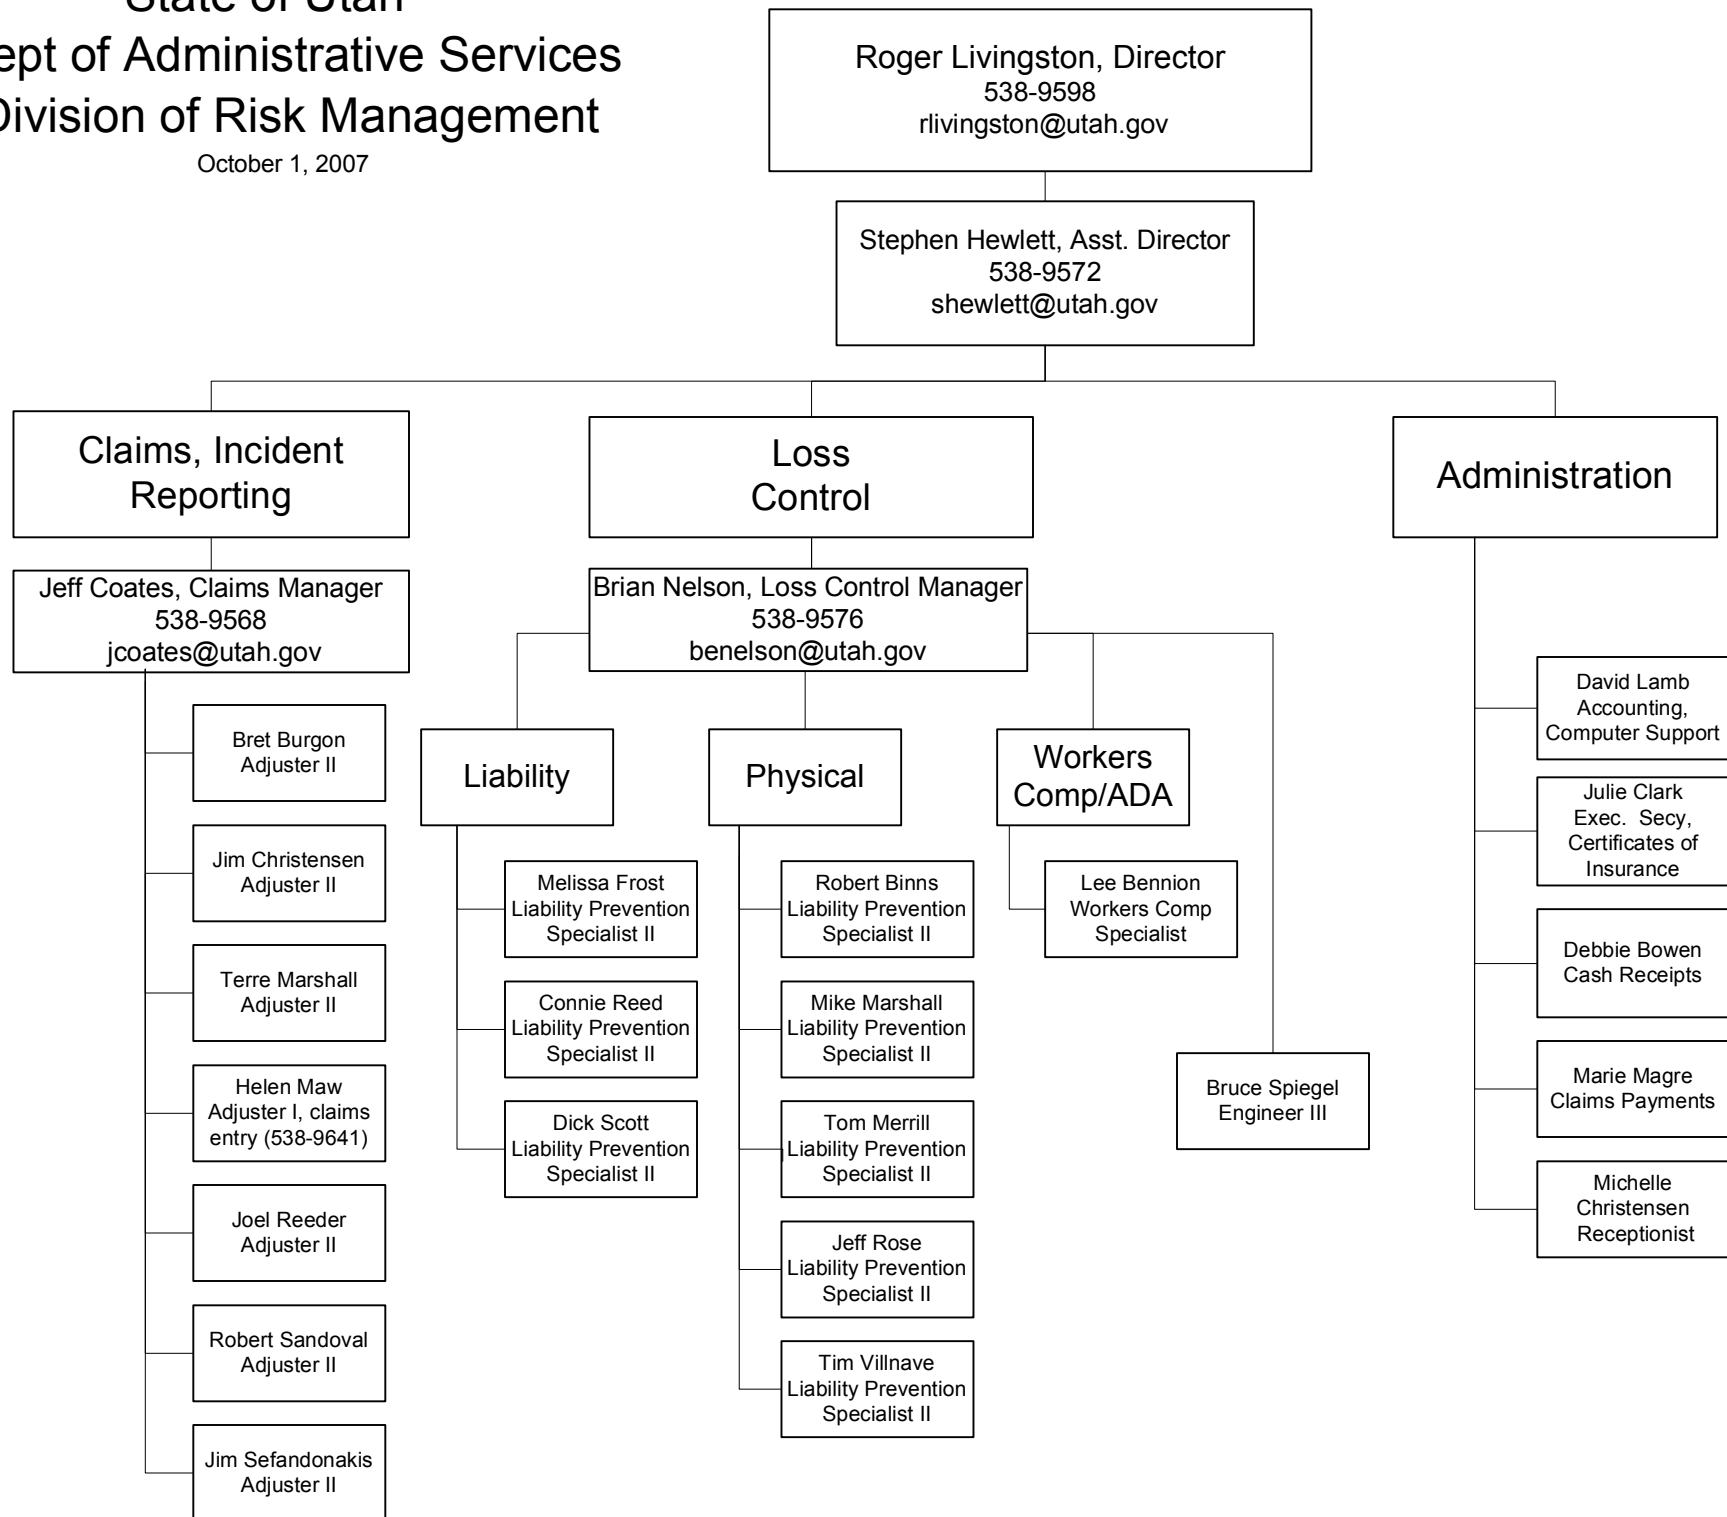 State of Utah
ept of Administrative Services
Division of Risk Management
October 1, 2007
Roger Livingston, Director
538-9598
rlivingston@utah.gov
Stephen Hewlett, Asst. Director
538-9572
shewlett@utah.gov
Claims, Incident
Reporting
Loss
Control
Administration
Jeff Coates, Claims Manager
538-9568
jcoates@utah.gov
Brian Nelson, Loss Control Manager
538-9576
benelson@utah.gov
Bret Burgon
Adjuster II
Jim Christensen
Adjuster II
Terre Marshall
Adjuster II
Helen Maw
Adjuster I, claims
entry (538-9641)
Joel Reeder
Adjuster II
Robert Sandoval
Adjuster II
Jim Sefandonakis
Adjuster II
Liability
Melissa Frost
Liability Prevention
Specialist II
Connie Reed
Liability Prevention
Specialist II
Dick Scott
Liability Prevention
Specialist II
Physical
Robert Binns
Liability Prevention
Specialist II
Mike Marshall
Liability Prevention
Specialist II
Tom Merrill
Liability Prevention
Specialist II
Jeff Rose
Liability Prevention
Specialist II
Tim Villnave
Liability Prevention
Specialist II
Workers
Comp/ADA
Lee Bennion
Workers Comp
Specialist
Bruce Spiegel
Engineer III
David Lamb
Accounting,
Computer Support
Julie Clark
Exec.  Secy,
Certificates of
Insurance
Debbie Bowen
Cash Receipts
Marie Magre
Claims Payments
Michelle
Christensen
Receptionist